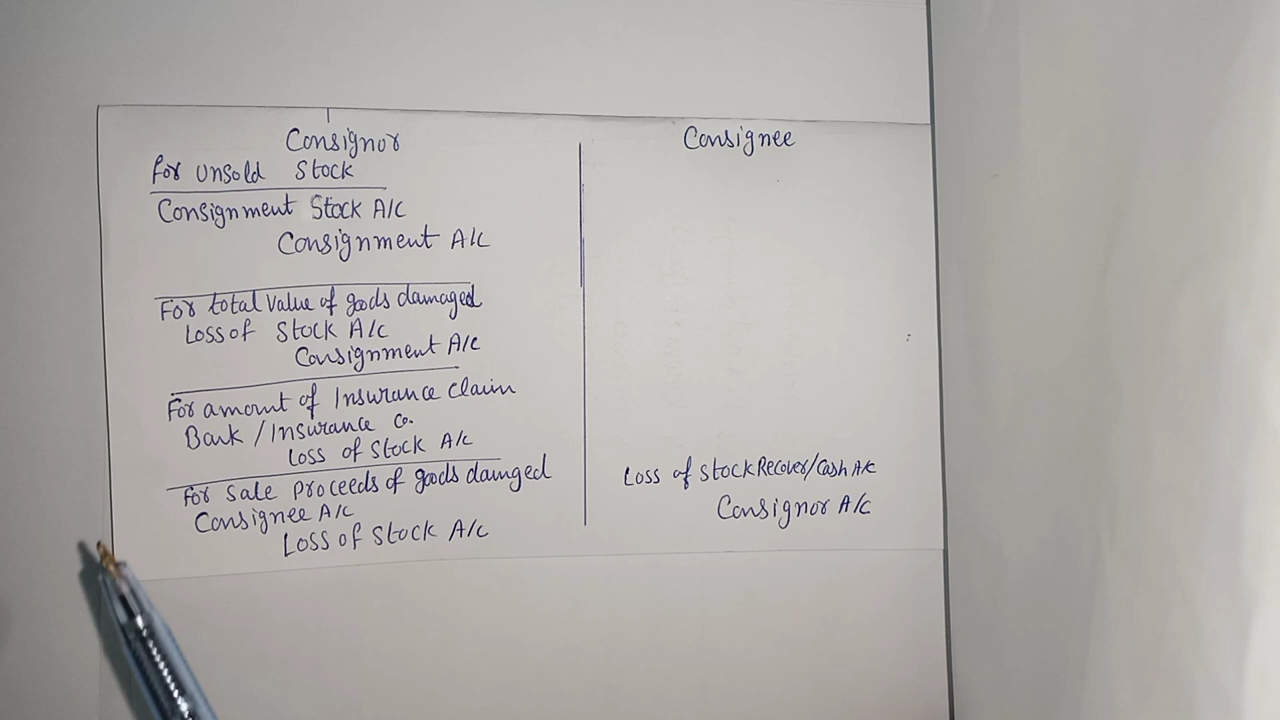 Consignor
for unsold Stock
Consignment Stock A/c
Consignment A/c
For total value of goods damaged
Loss of Stock A/c
Consignment A/c
For amount of Insurance claim
Bank / Insurance Co.
Loss of Stock A/c
for Sale proceeds of goods damged
Consignee A/c
Loss of Stock A/c
Consignee
Loss of Stock Recover/Cash A/c
Consignor A/c